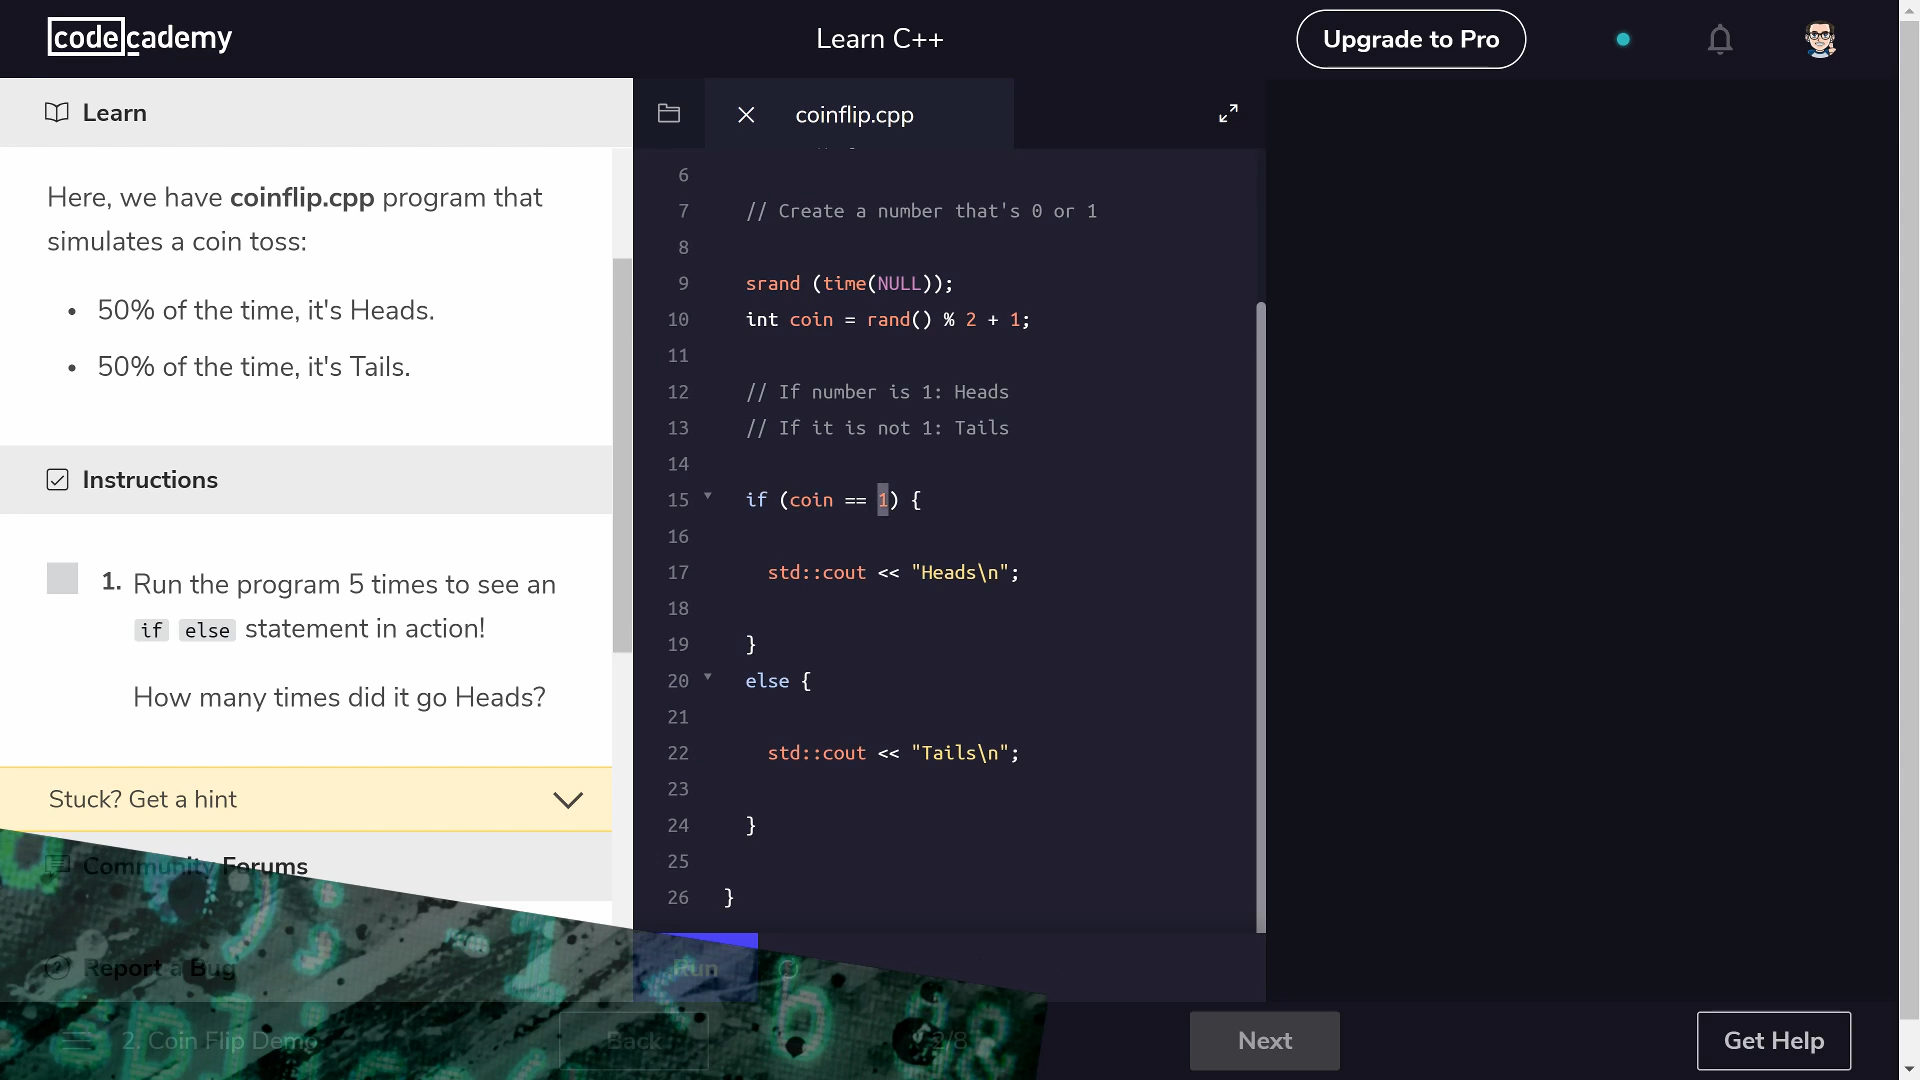 codecademy
Learn C++
Upgrade to Pro
Learn
Here, we have coinflip.cpp program that
simulates a coin toss:
• 50% of the time, it's Heads.
• 50% of the time, it's Tails.
Instructions
1. Run the program 5 times to see an
if else statement in action!
How many times did it go Heads?
Stuck? Get a hint
Community Forums
Report a Bug
coinflip.cpp
6
7 // Create a number that's 0 or 1
8
9 srand (time(NULL));
10 int coin = rand() % 2 + 1;
11
12 // If number is 1: Heads
13 // If it is not 1: Tails
14
15 if (coin == 1) {
16
17 std::cout << "Heads\n";
18
19 }
20 else {
21
22 std::cout << "Tails\n";
23
24 }
25
26 }
Run
2. Coin Flip Demo
Back
2/8
Next
Get Help